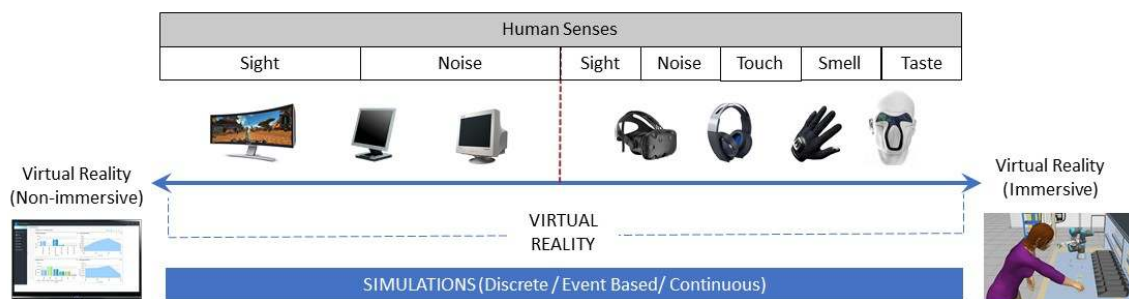 Human Senses
Sight Noise Sight Noise Touch Smell Taste
Virtual Reality
(Non-immersive)
Virtual Reality
(Immersive)
VIRTUAL
REALITY
SIMULATIONS (Discrete / Event Based/ Continuous)